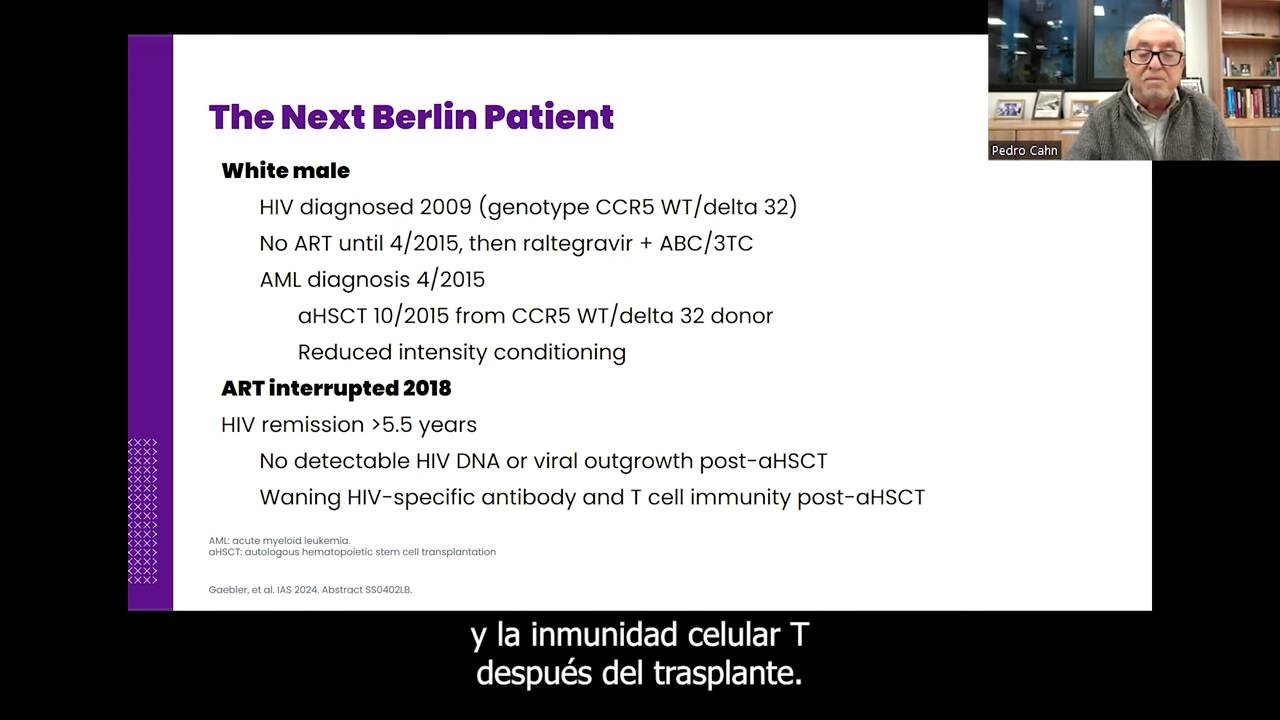 The Next Berlin Patient
White male
HIV diagnosed 2009 (genotype CCR5 WT/delta 32)
No ART until 4/2015, then raltegravir + ABC/3TC
AML diagnosis 4/2015
aHSCT 10/2015 from CCR5 WT/delta 32 donor
Reduced intensity conditioning
ART interrupted 2018
HIV remission >5.5 years
No detectable HIV DNA or viral outgrowth post-aHSCT
Waning HIV-specific antibody and T cell immunity post-aHSCT
AML: acute myeloid leukemia.
aHSCT: autologous hematopoietic stem cell transplantation
Gaebler, et al. IAS 2024. Abstract SS0402LB.
Pedro Cahn
y la inmunidad celular T
después del trasplante.